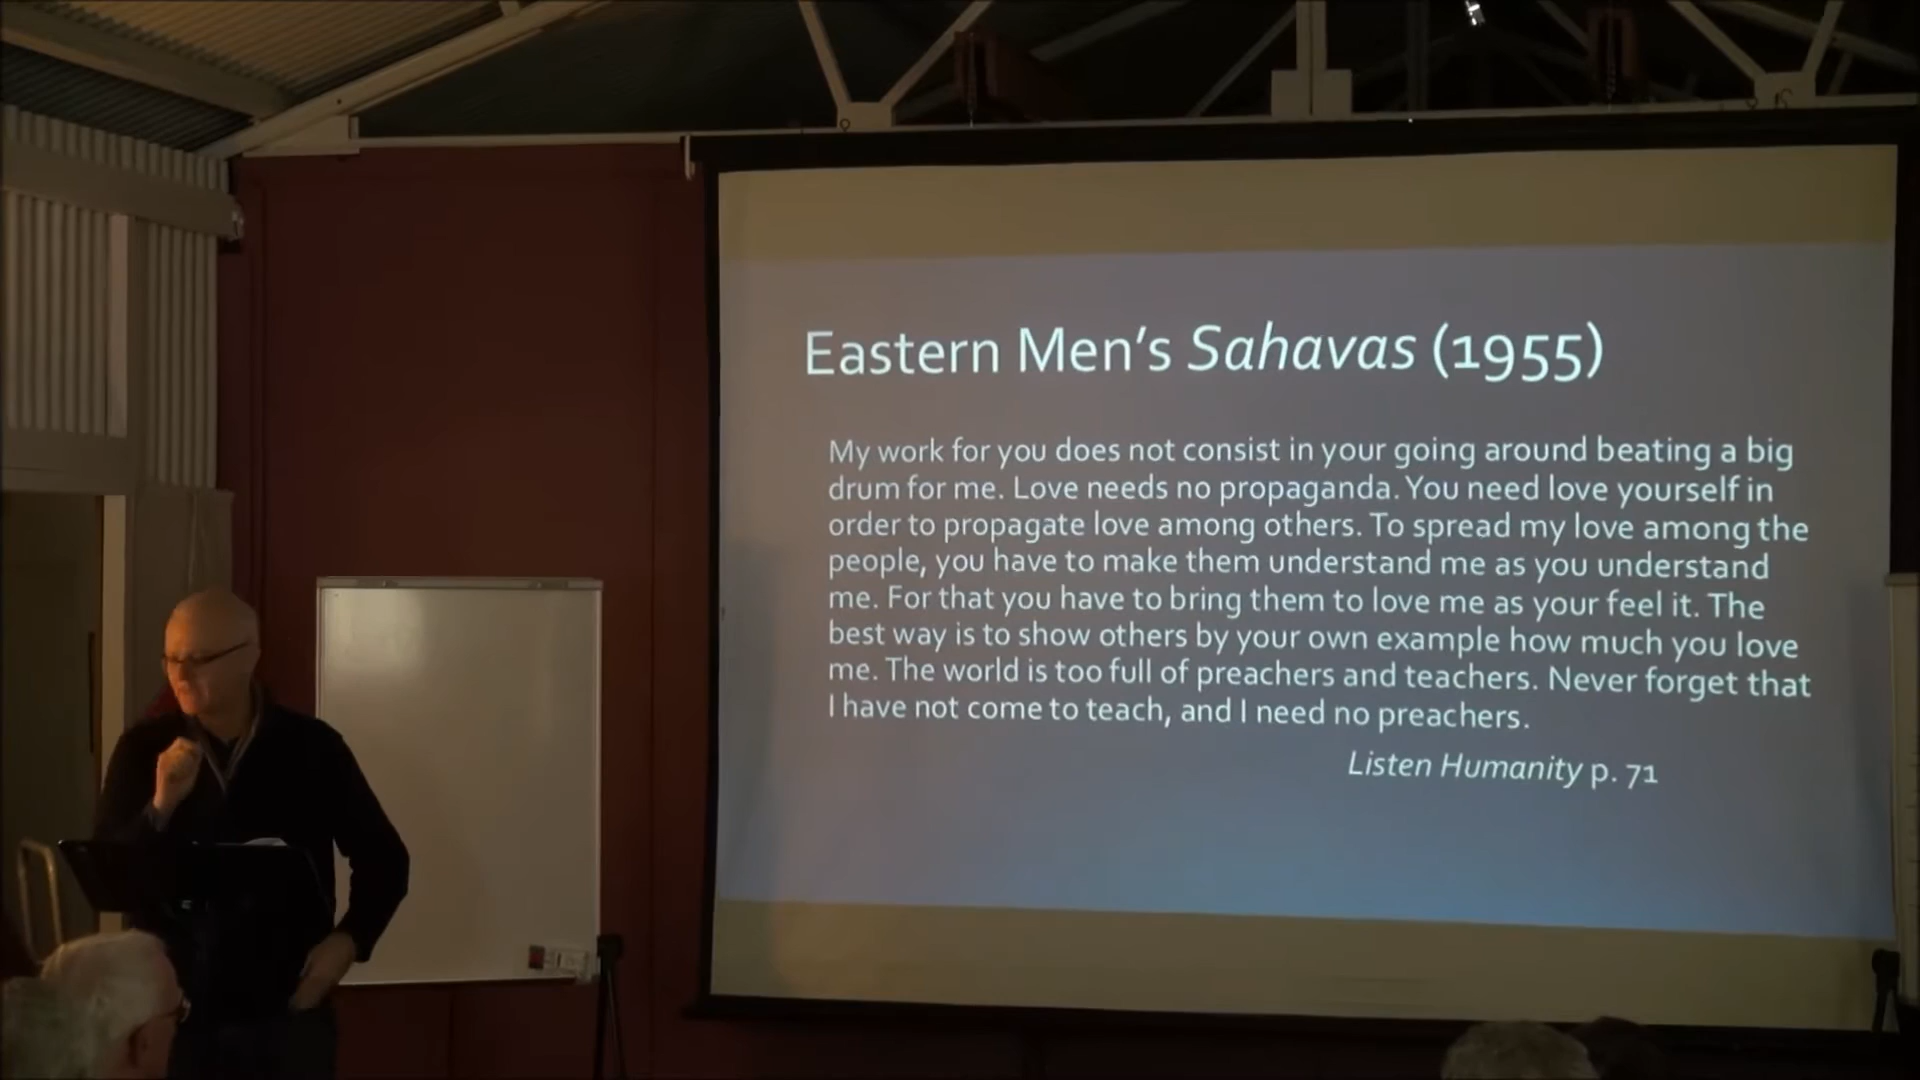 Eastern Men's Sahavas (1955)
My work for you does not consist in your going around beating a big
drum for me. Love needs no propaganda. You need love yourself in
order to propagate love among others. To spread my love among the
people, you have to make them understand me as you understand
me. For that you have to bring them to love me as your feel it. The
best way is to show others by your own example how much you love
me. The world is too full of preachers and teachers. Never forget that
I have not come to teach, and I need no preachers.
Listen Humanity p. 71